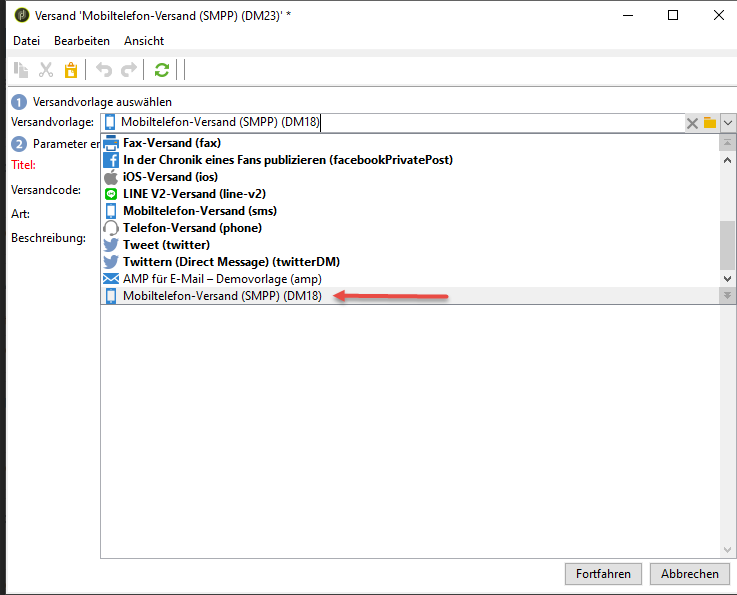 Versand 'Mobiltelefon-Versand (SMPP) (DM23)' *
Datei Bearbeiten Ansicht
1 Versandvorlage auswählen
Versandvorlage: Mobiltelefon-Versand (SMPP) (DM18)
2 Parameter er
Fax-Versand (fax)
In der Chronik eines Fans publizieren (facebookPrivatePost)
Titel:
iOS-Versand (ios)
Versandcode:
LINE V2-Versand (line-v2)
Art:
Mobiltelefon-Versand (sms)
Telefon-Versand (phone)
Beschreibung:
Tweet (twitter)
Twittern (Direct Message) (twitterDM)
AMP für E-Mail – Demovorlage (amp)
Mobiltelefon-Versand (SMPP) (DM18)
Fortfahren Abbrechen